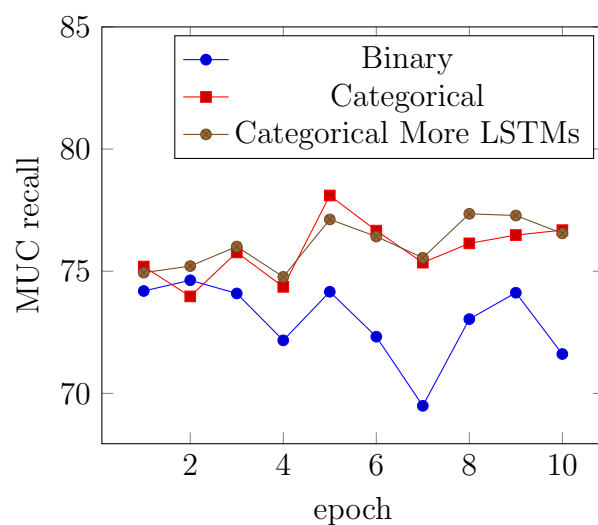 85
80
75
70
MUC recall
Binary
Categorical
Categorical More LSTMs
2 4 6 8 10
epoch